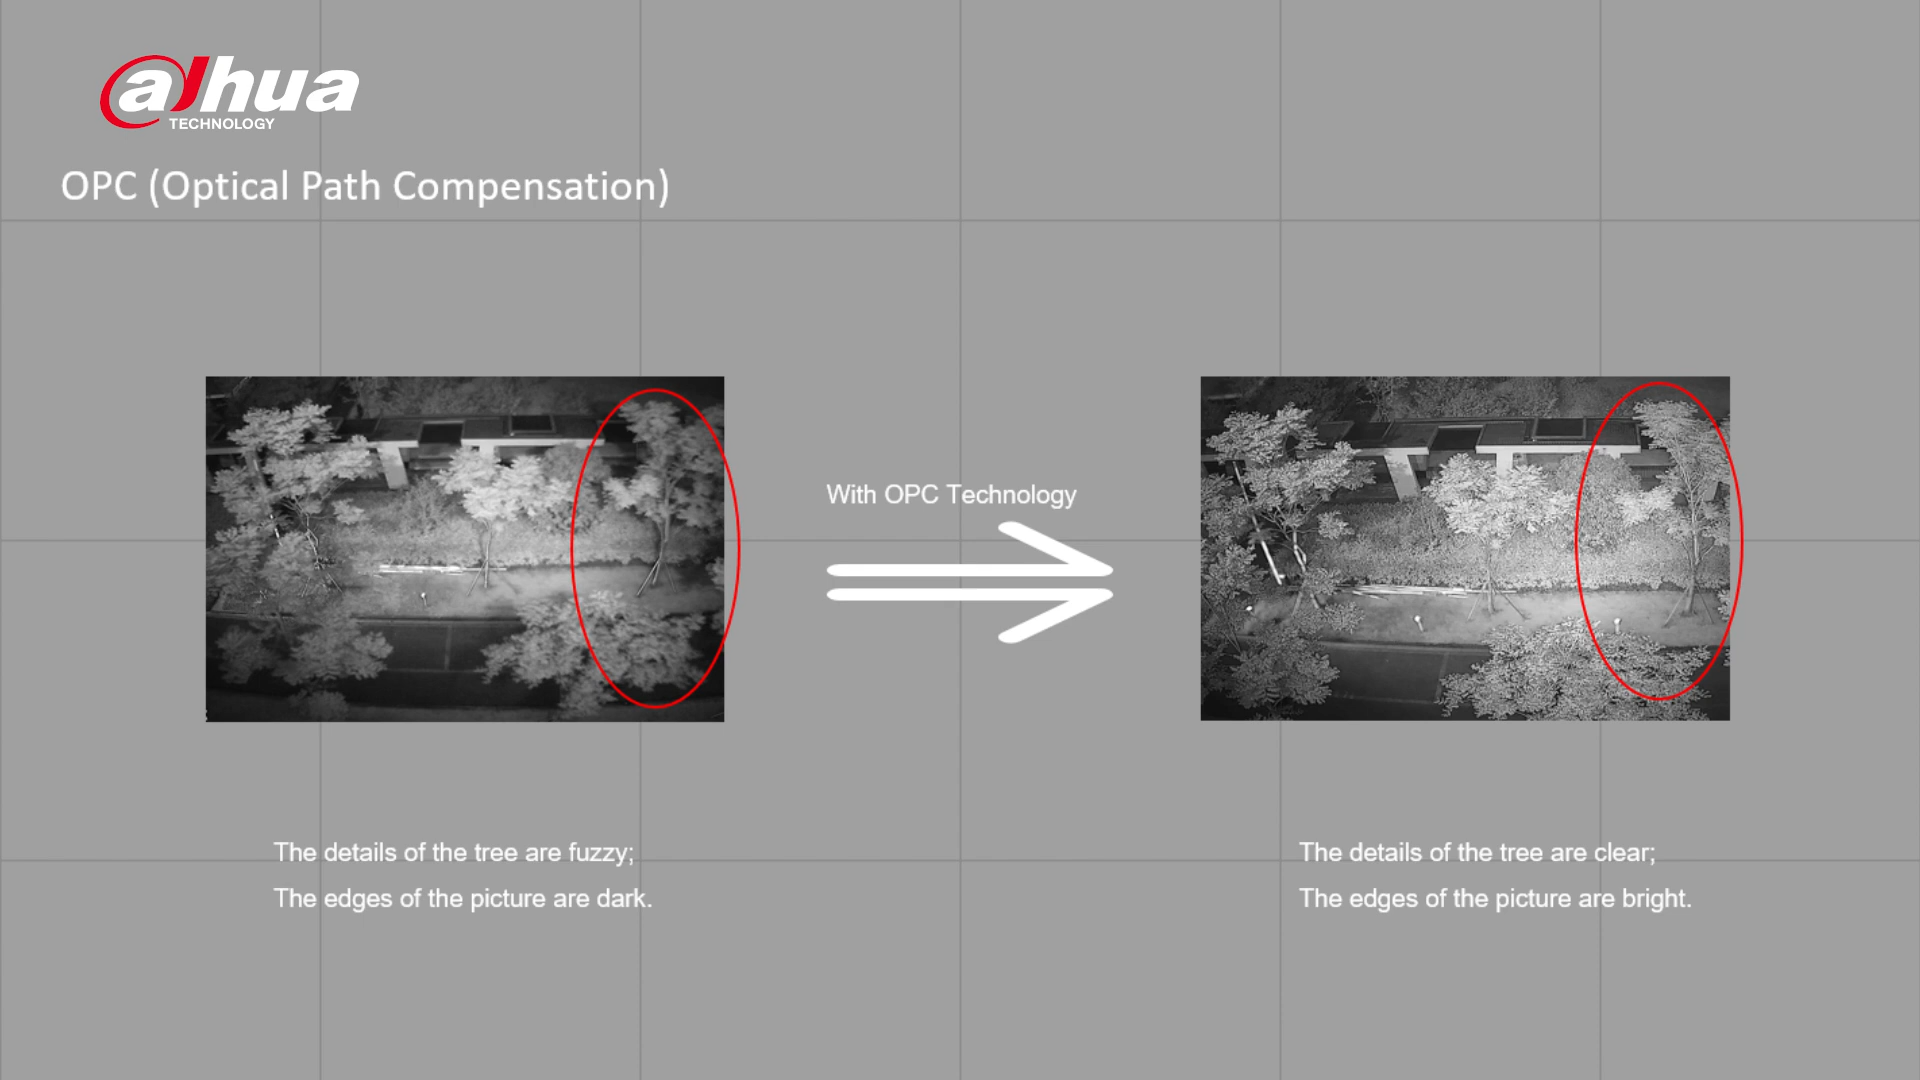 alhua
TECHNOLOGY
OPC (Optical Path Compensation)
With OPC Technology
The details of the tree are fuzzy;
The edges of the picture are dark.
The details of the tree are clear;
The edges of the picture are bright.